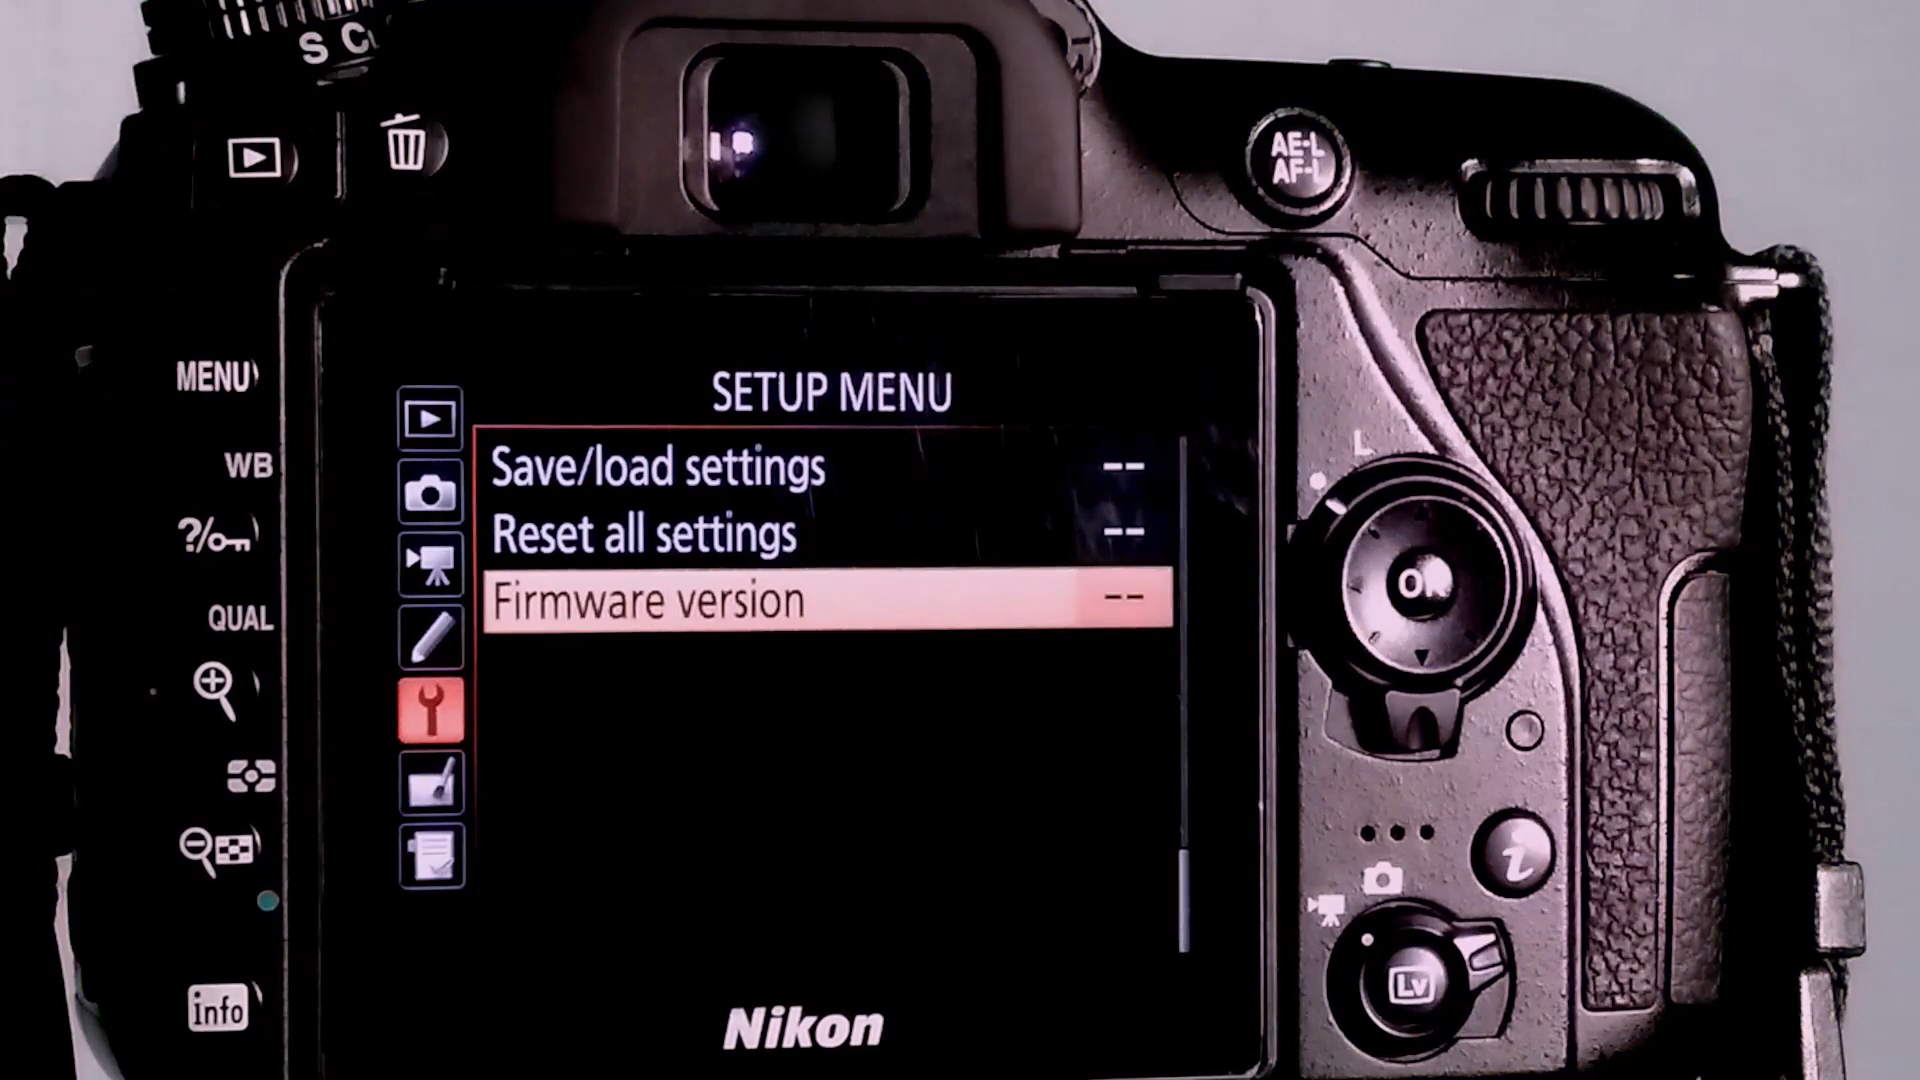 S C
AE-L
AF-L
MENU
SETUP MENU
Save/load settings --
Reset all settings --
Firmware version --
L
WB
?/
OK
QUAL
i
Lv
info
Nikon